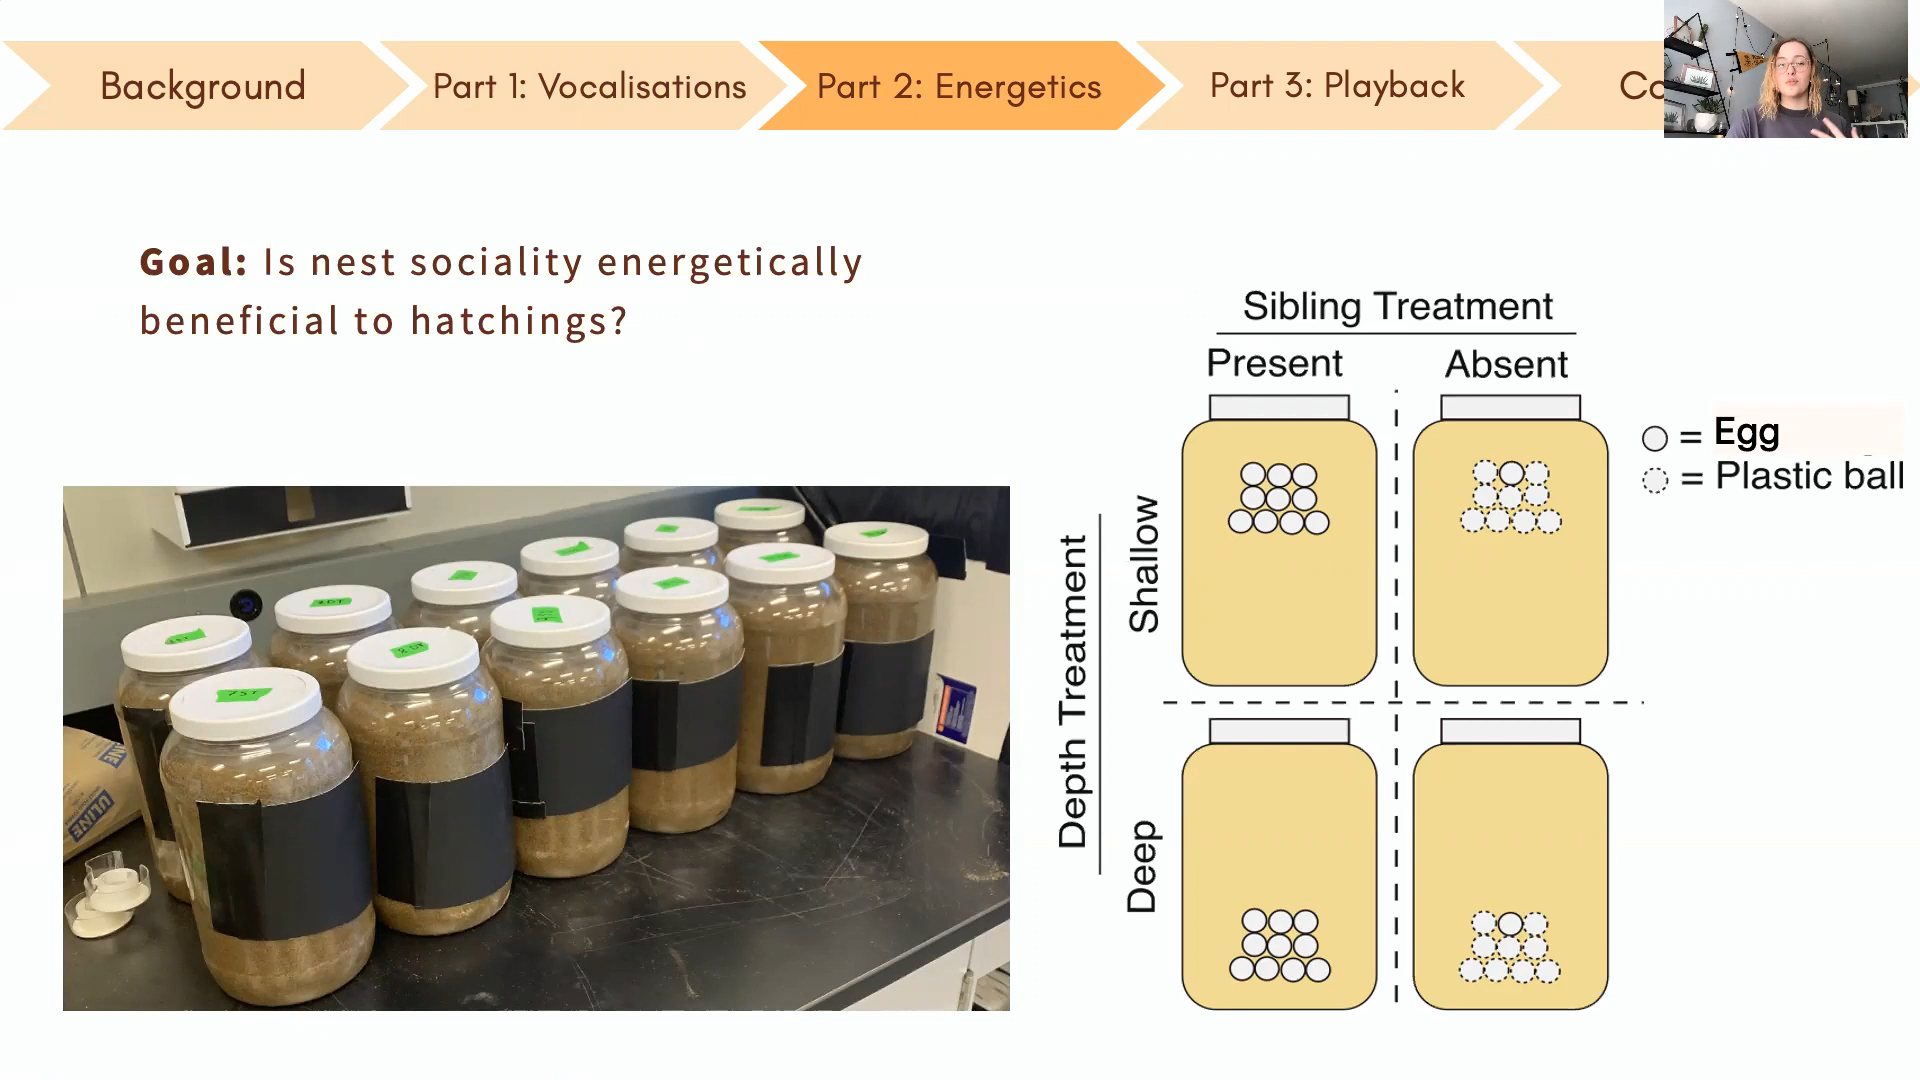 Background
Part 1: Vocalisations
Part 2: Energetics
Part 3: Playback
Goal: Is nest sociality energetically
beneficial to hatchings?
Sibling Treatment
Present
Absent
= Egg
= Plastic ball
Depth Treatment
Shallow
Deep
ULINE